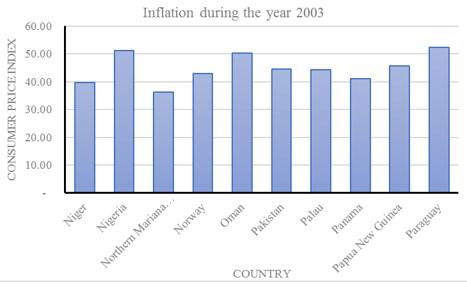 Inflation during the year 2003
CONSUMER PRICE INDEX
60.00
50.00
40.00
30.00
20.00
10.00
-
Niger
Nigeria
Northern Mariana…
Norway
Oman
Pakistan
Palau
Panama
Papua New Guinea
Paraguay
COUNTRY